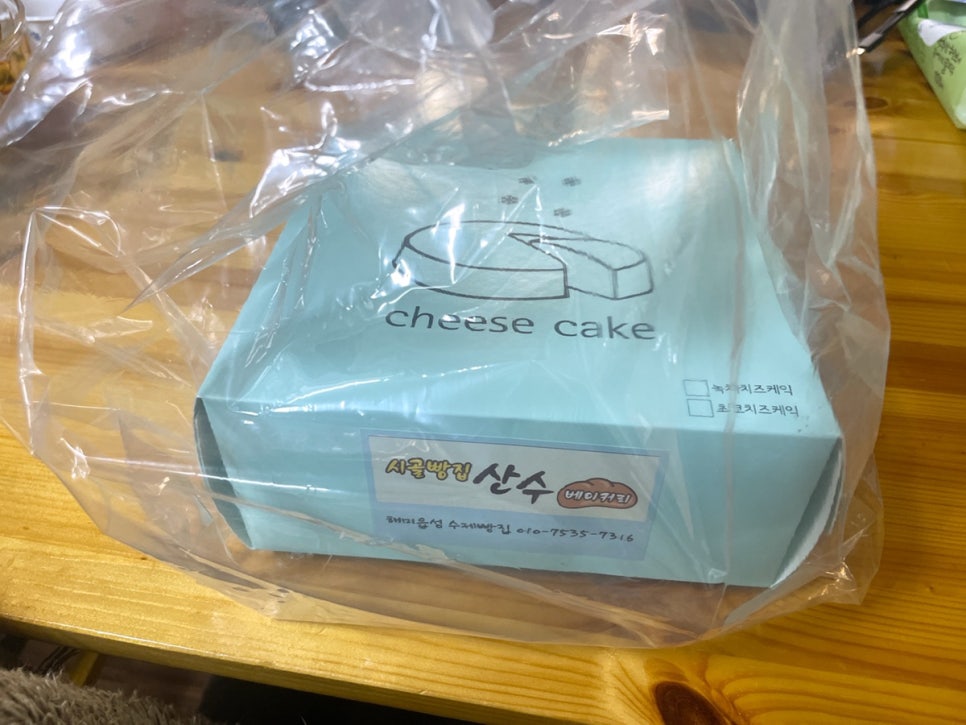 cheese cake
녹차치즈케익
초코치즈케익
시골빵집 산수 베이커리
해미읍성 수제빵집 010-7535-7316